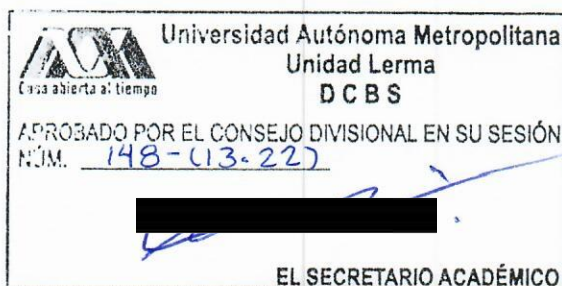 Universidad Autónoma Metropolitana
Unidad Lerma
DCBS
Casa abierta al tiempo
APROBADO POR EL CONSEJO DIVISIONAL EN SU SESIÓN
NÚM. 148-(13.22)
EL SECRETARIO ACADÉMICO